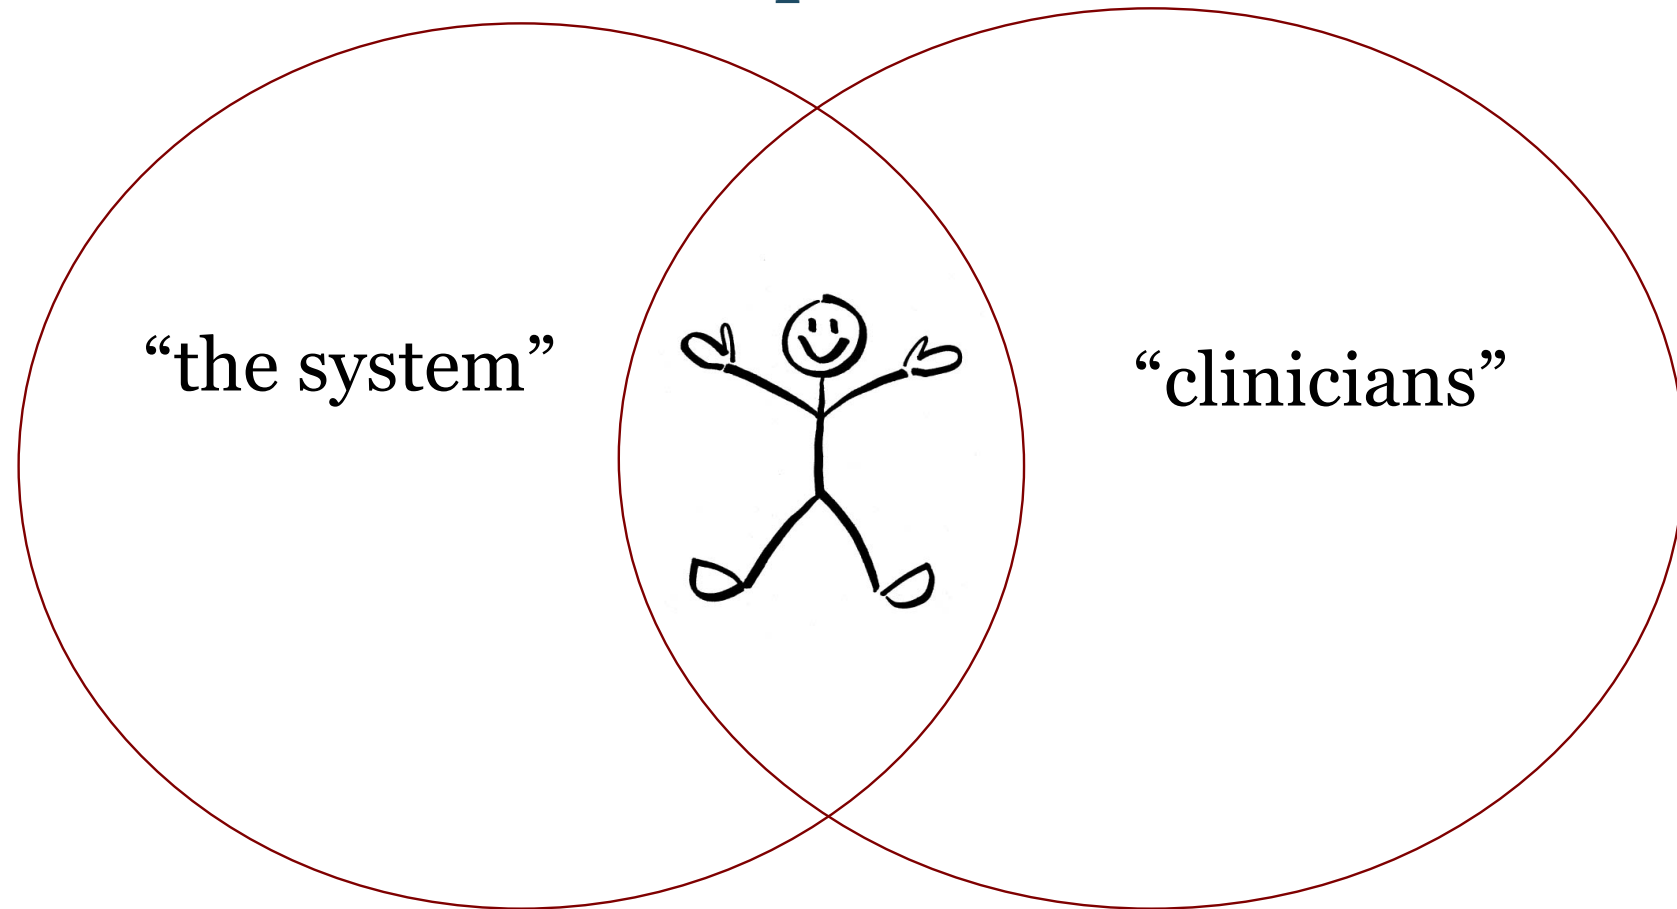 “the system”
“clinicians”